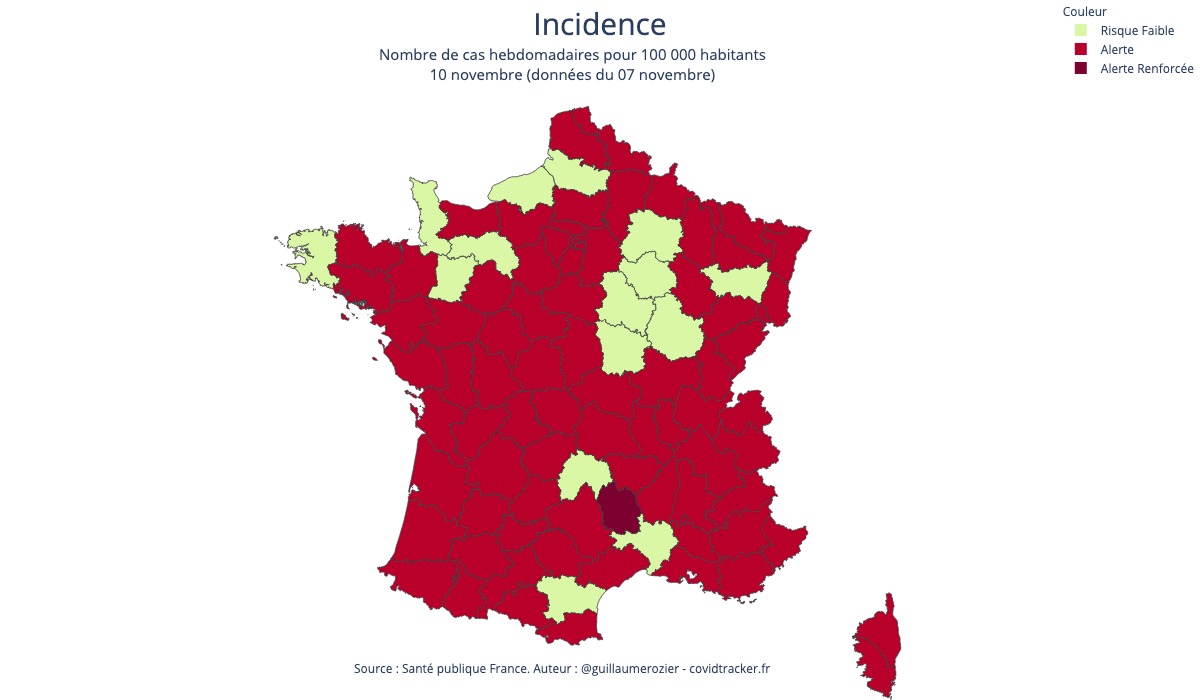 Incidence
Nombre de cas hebdomadaires pour 100 000 habitants
10 novembre (données du 07 novembre)
Couleur
Risque Faible
Alerte
Alerte Renforcée
Source : Santé publique France. Auteur : @guillaumerozier - covidtracker.fr